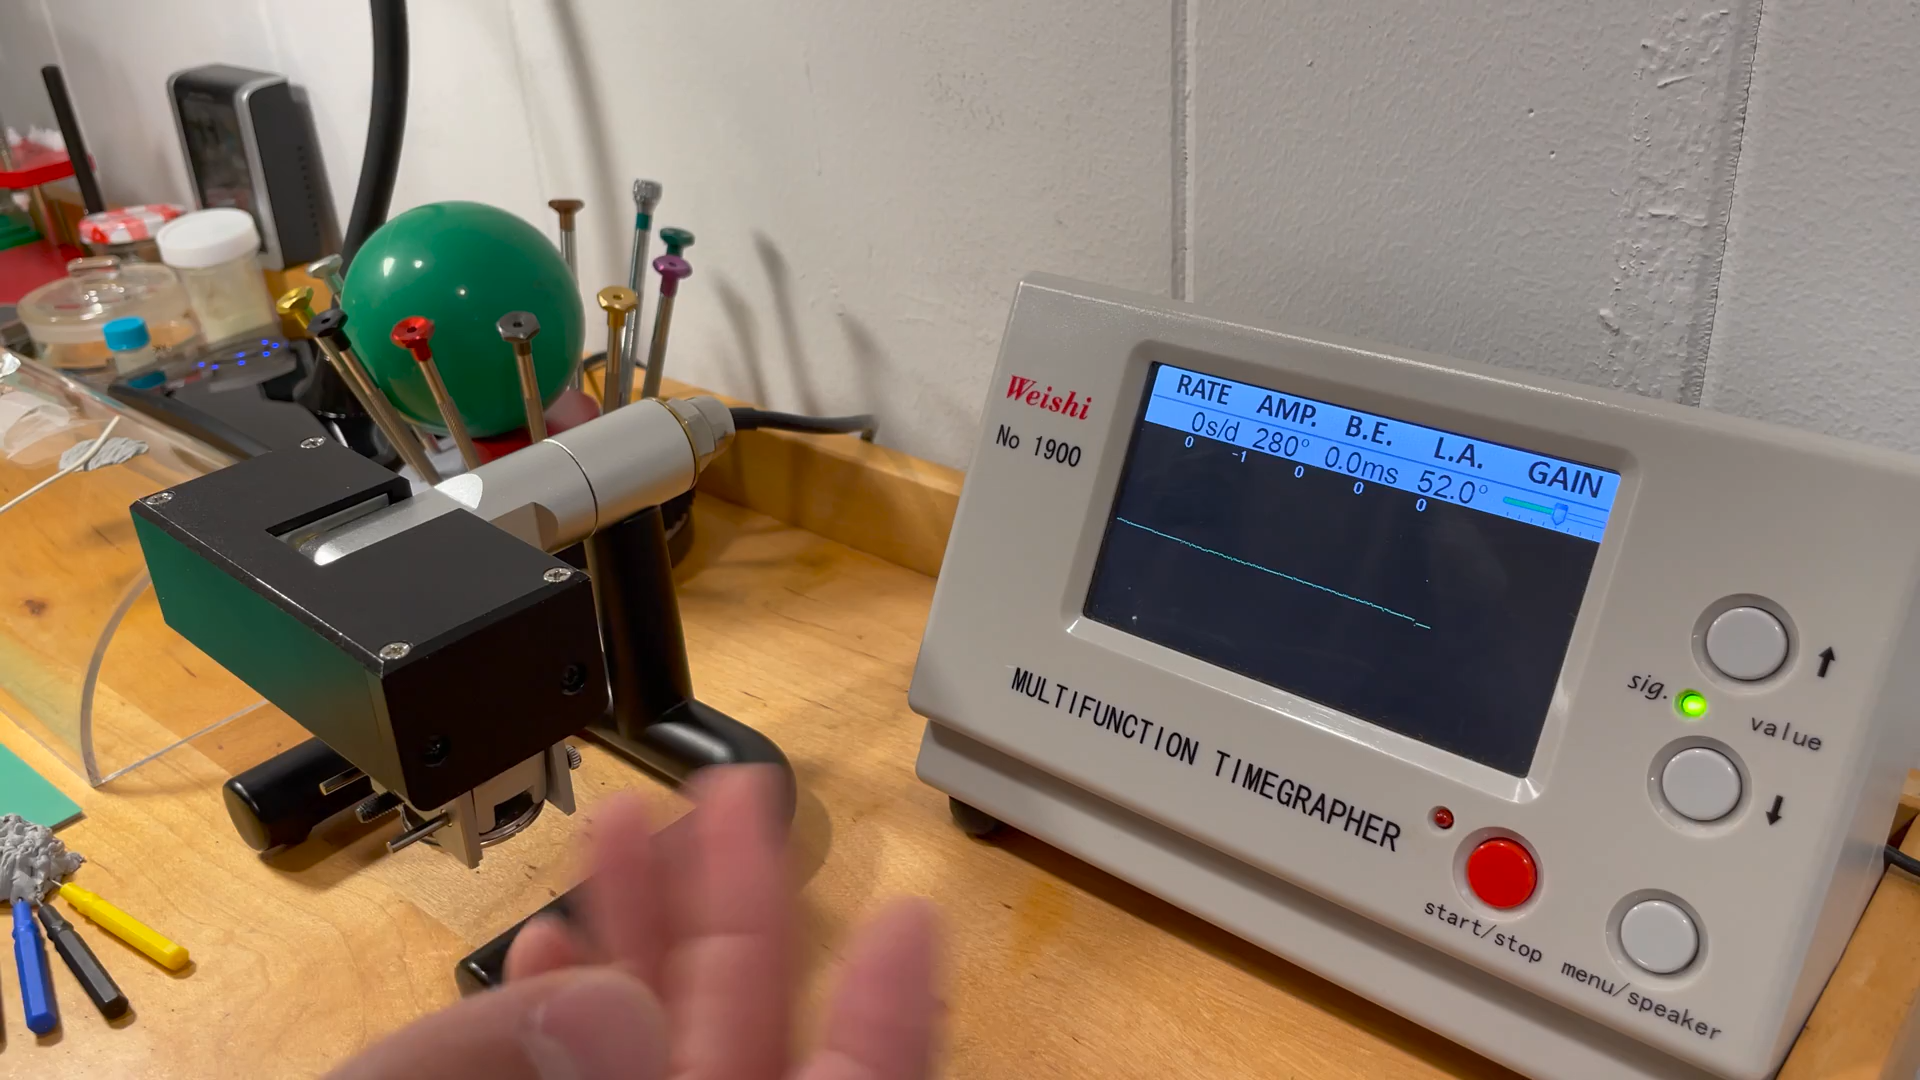 Weishi
No 1900
RATE AMP. B.E. L.A. GAIN
0s/d 280° 0.0ms 52.0°
0 -1 0 0 0
MULTIFUNCTION TIMEGRAPHER
sig.
value
start/stop
menu/speaker